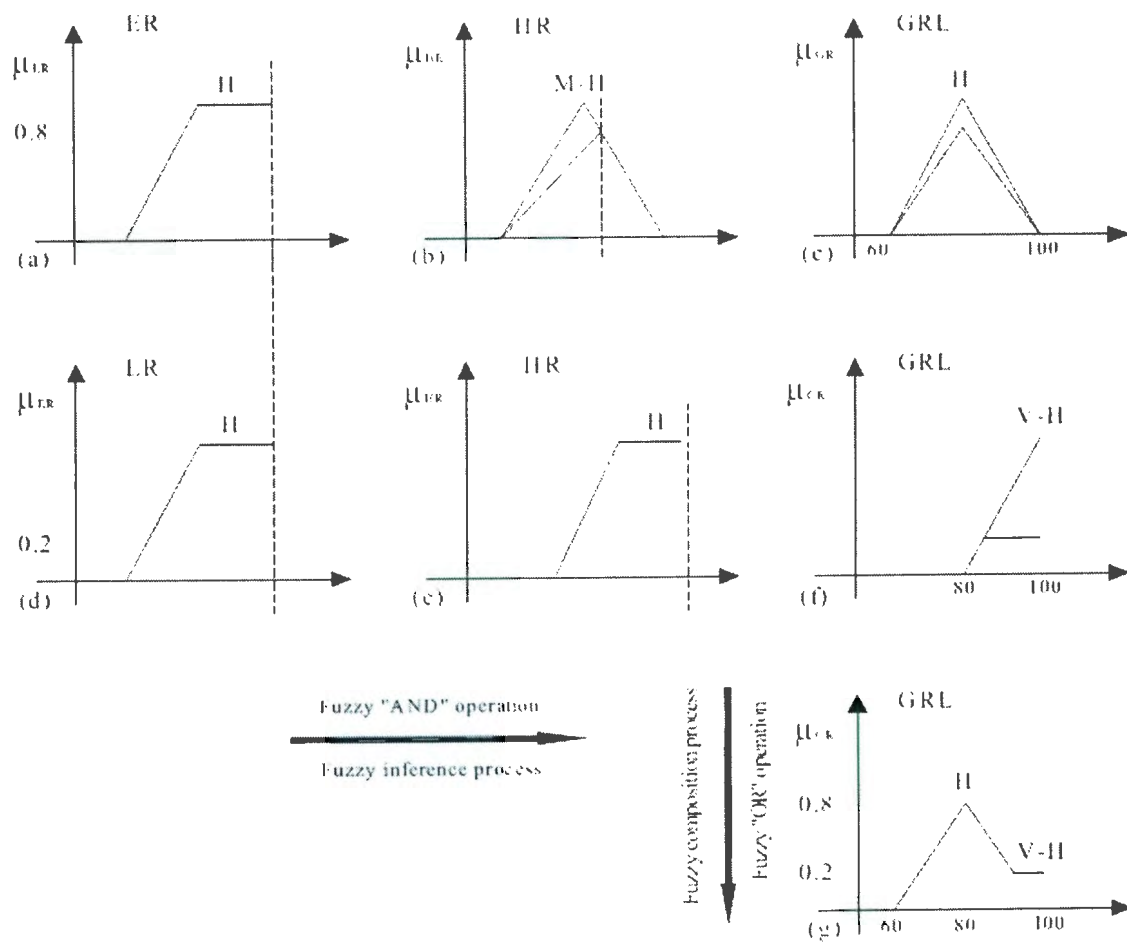 ER HR GRL
μER μHR μGR
H M-H H
0.8
(a) (b) (c) 60 100
ER HR GRL
μER μHR μGR
H H V-H
0.2
(d) (e) (f) 80 100
Fuzzy "AND" operation
Fuzzy inference process
Fuzzy composition process
Fuzzy "OR" operation
GRL
μGR
0.8 H
0.2 V-H
(g) 60 80 100